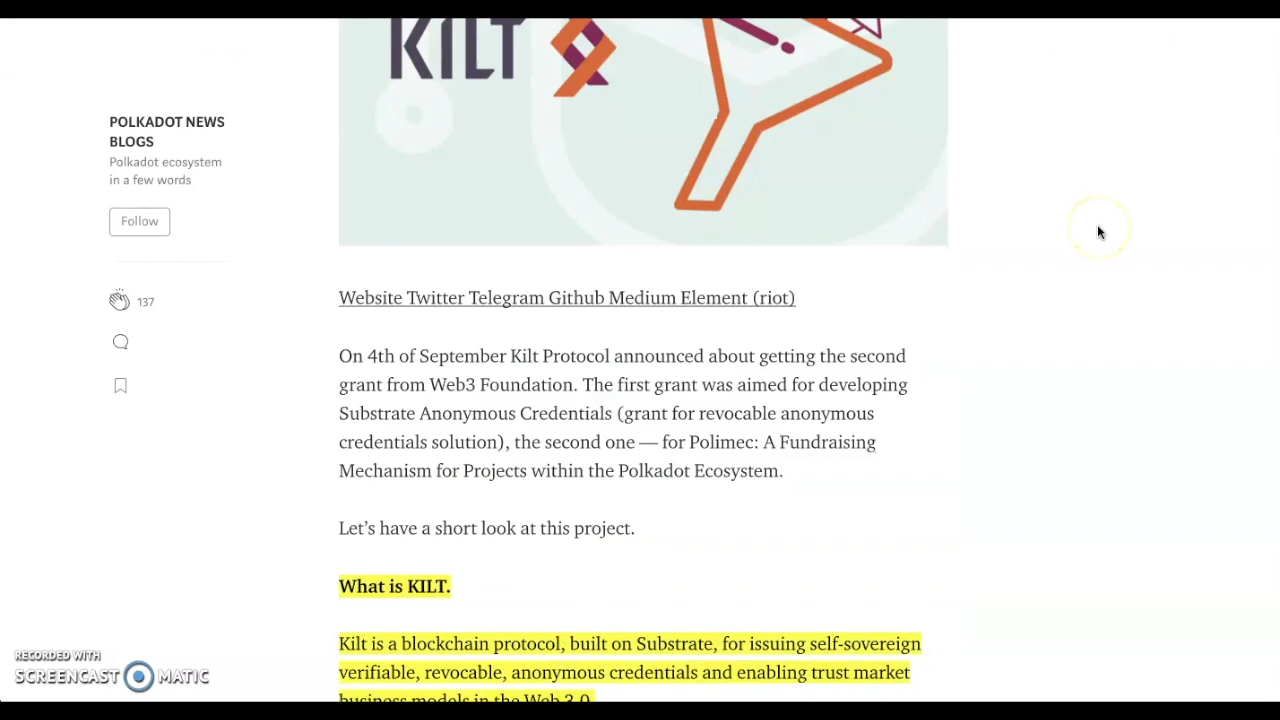 KILT
POLKADOT NEWS
BLOGS
Polkadot ecosystem
in a few words
Follow
137
Website Twitter Telegram Github Medium Element (riot)
On 4th of September Kilt Protocol announced about getting the second
grant from Web3 Foundation. The first grant was aimed for developing
Substrate Anonymous Credentials (grant for revocable anonymous
credentials solution), the second one — for Polimec: A Fundraising
Mechanism for Projects within the Polkadot Ecosystem.
Let's have a short look at this project.
What is KILT.
Kilt is a blockchain protocol, built on Substrate, for issuing self-sovereign
verifiable, revocable, anonymous credentials and enabling trust market
business models in the Web 3.0.
RECORDED WITH
SCREENCAST MATIC